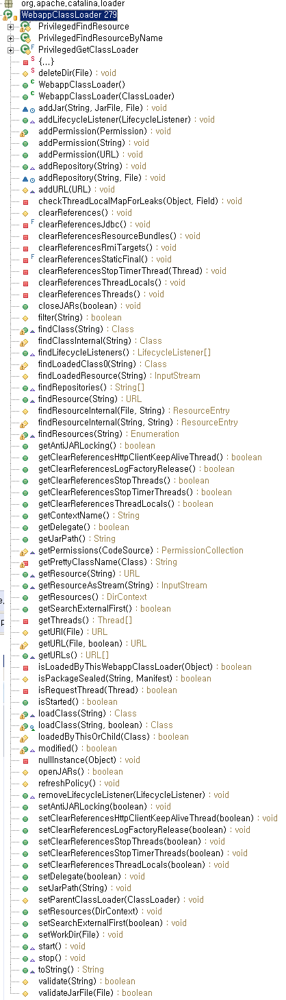 org.apache.catalina.loader
WebappClassLoader 279
PrivilegedFindResource
PrivilegedFindResourceByName
F PrivilegedGetClassLoader
S {...}
S deleteDir(File) : void
C WebappClassLoader()
C WebappClassLoader(ClassLoader)
addJar(String, JarFile, File) : void
addLifecycleListener(LifecycleListener) : void
addPermission(Permission) : void
addPermission(String) : void
addPermission(URL) : void
addRepository(String) : void
addRepository(String, File) : void
addURL(URL) : void
checkThreadLocalMapForLeaks(Object, Field) : void
clearReferences() : void
F clearReferencesJdbc() : void
clearReferencesResourceBundles() : void
clearReferencesRmiTargets() : void
F clearReferencesStaticFinal() : void
clearReferencesStopTimerThread(Thread) : void
clearReferencesThreadLocals() : void
clearReferencesThreads() : void
closeJARs(boolean) : void
filter(String) : boolean
findClass(String) : Class
findClassInternal(String) : Class
findLifecycleListeners() : LifecycleListener[]
findLoadedClass0(String) : Class
findLoadedResource(String) : InputStream
findRepositories() : String[]
findResource(String) : URL
findResourceInternal(File, String) : ResourceEntry
findResourceInternal(String, String) : ResourceEntry
findResources(String) : Enumeration
getAntiJARLocking() : boolean
getClearReferencesHttpClientKeepAliveThread() : boolean
getClearReferencesLogFactoryRelease() : boolean
getClearReferencesStopThreads() : boolean
getClearReferencesStopTimerThreads() : boolean
getClearReferencesThreadLocals() : boolean
getContextName() : String
getDelegate() : boolean
getJarPath() : String
getPermissions(CodeSource) : PermissionCollection
getPrettyClassName(Class) : String
getResource(String) : URL
getResourceAsStream(String) : InputStream
getResources() : DirContext
getSearchExternalFirst() : boolean
getThreads() : Thread[]
getURI(File) : URL
getURL(File, boolean) : URL
getURLs() : URL[]
isLoadedByThisWebappClassLoader(Object) : boolean
isPackageSealed(String, Manifest) : boolean
isRequestThread(Thread) : boolean
isStarted() : boolean
loadClass(String) : Class
loadClass(String, boolean) : Class
loadedByThisOrChild(Class) : boolean
modified() : boolean
nullInstance(Object) : void
openJARs() : boolean
refreshPolicy() : void
removeLifecycleListener(LifecycleListener) : void
setAntiJARLocking(boolean) : void
setClearReferencesHttpClientKeepAliveThread(boolean) : void
setClearReferencesLogFactoryRelease(boolean) : void
setClearReferencesStopThreads(boolean) : void
setClearReferencesStopTimerThreads(boolean) : void
setClearReferencesThreadLocals(boolean) : void
setDelegate(boolean) : void
setJarPath(String) : void
setParentClassLoader(ClassLoader) : void
setResources(DirContext) : void
setSearchExternalFirst(boolean) : void
setWorkDir(File) : void
start() : void
stop() : void
toString() : String
validate(String) : boolean
validateJarFile(File) : boolean